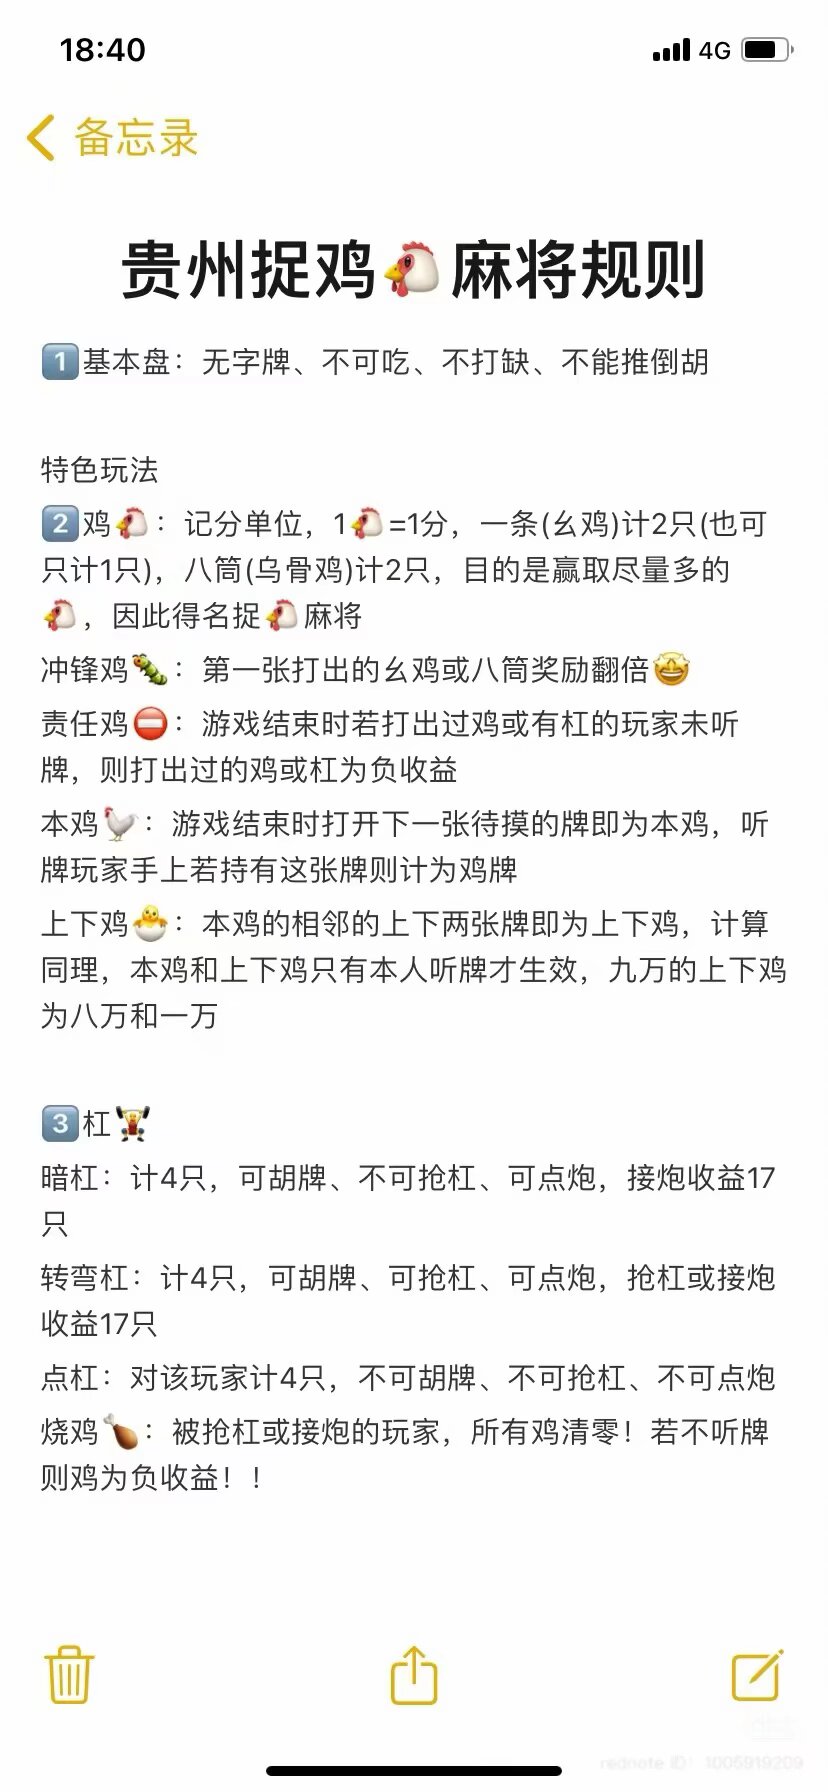 18:40
4G
备忘录
贵州捉鸡🐔麻将规则
1️⃣基本盘：无字牌、不可吃、不打缺、不能推倒胡
特色玩法
2️⃣鸡🐔：记分单位，1🐔=1分，一条(幺鸡)计2只(也可
只计1只)，八筒(乌骨鸡)计2只，目的是赢取尽量多的
🐔，因此得名捉🐔麻将
冲锋鸡🐛：第一张打出的幺鸡或八筒奖励翻倍🤩
责任鸡⛔：游戏结束时若打出过鸡或有杠的玩家未听
牌，则打出过的鸡或杠为负收益
本鸡🐓：游戏结束时打开下一张待摸的牌即为本鸡，听
牌玩家手上若持有这张牌则计为鸡牌
上下鸡🐣：本鸡的相邻的上下两张牌即为上下鸡，计算
同理，本鸡和上下鸡只有本人听牌才生效，九万的上下鸡
为八万和一万
3️⃣杠🏋️
暗杠：计4只，可胡牌、不可抢杠、可点炮，接炮收益17
只
转弯杠：计4只，可胡牌、可抢杠、可点炮，抢杠或接炮
收益17只
点杠：对该玩家计4只，不可胡牌、不可抢杠、不可点炮
烧鸡🍗：被抢杠或接炮的玩家，所有鸡清零！若不听牌
则鸡为负收益！！
rednote ID: 1005919209